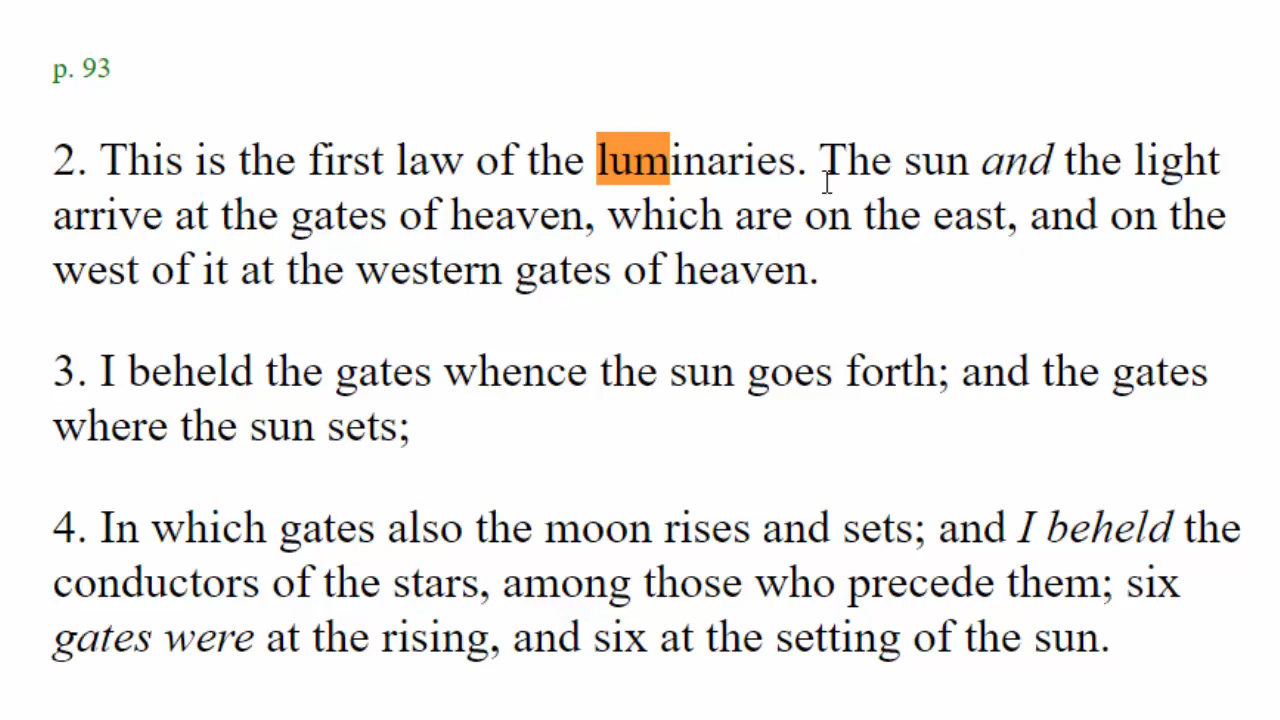 p. 93
2. This is the first law of the luminaries. The sun and the light
arrive at the gates of heaven, which are on the east, and on the
west of it at the western gates of heaven.
3. I beheld the gates whence the sun goes forth; and the gates
where the sun sets;
4. In which gates also the moon rises and sets; and I beheld the
conductors of the stars, among those who precede them; six
gates were at the rising, and six at the setting of the sun.